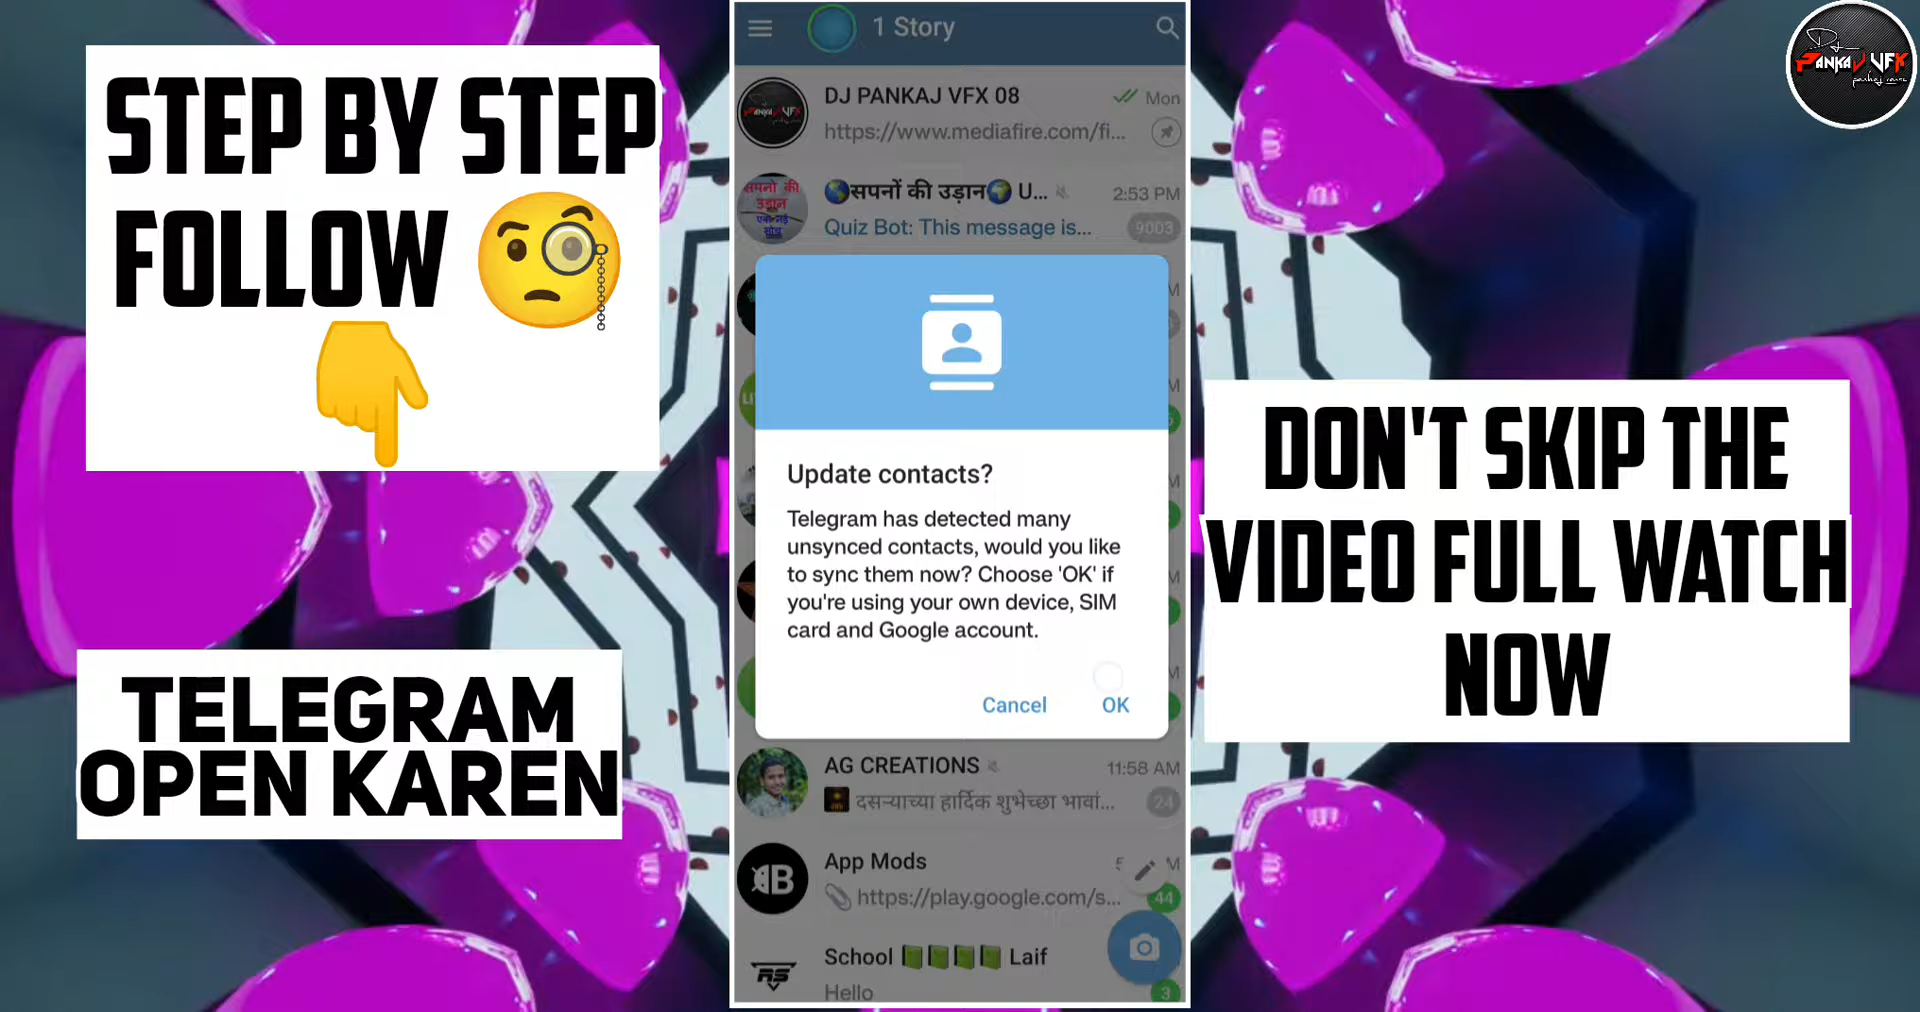 STEP BY STEP
FOLLOW 🧐
👇
TELEGRAM
OPEN KAREN
1 Story
DJ PANKAJ VFX 08
Mon
https://www.mediafire.com/fi...
🌍सपनों की उड़ान🌍 U...
2:53 PM
Quiz Bot: This message is...
9003
Update contacts?
Telegram has detected many
unsynced contacts, would you like
to sync them now? Choose 'OK' if
you're using your own device, SIM
card and Google account.
Cancel
OK
AG CREATIONS
11:58 AM
दसऱ्याच्या हार्दिक शुभेच्छा भावां...
24
App Mods
https://play.google.com/s...
44
School 📗📗📗📗 Laif
Hello
3
PANKAJ VFX
DON'T SKIP THE
VIDEO FULL WATCH
NOW